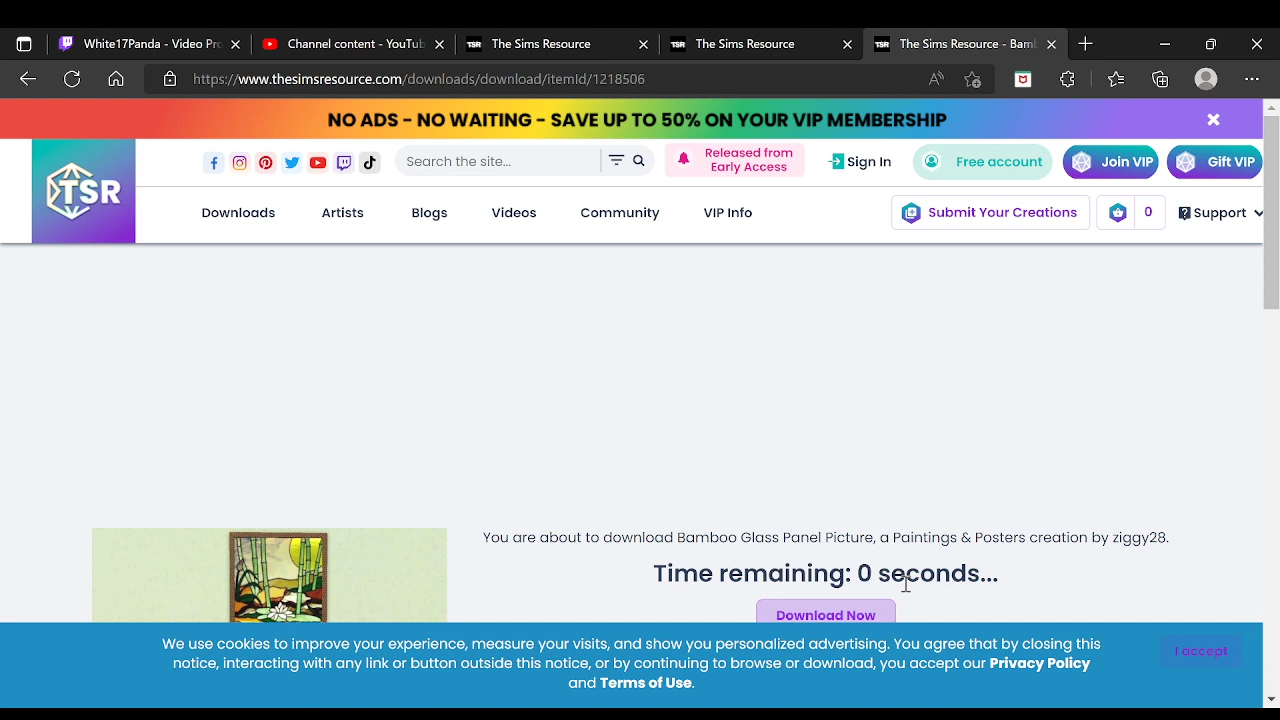 White17Panda - Video Pro
Channel content - YouTub
TSR The Sims Resource
TSR The Sims Resource
TSR The Sims Resource - Bam
https://www.thesimsresource.com/downloads/download/itemId/1218506
NO ADS - NO WAITING - SAVE UP TO 50% ON YOUR VIP MEMBERSHIP
TSR
Search the site...
Released from
Early Access
Sign In
Free account
Join VIP
Gift VIP
Downloads
Artists
Blogs
Videos
Community
VIP Info
Submit Your Creations
0
Support
You are about to download Bamboo Glass Panel Picture, a Paintings & Posters creation by ziggy28.
Time remaining: 0 seconds...
Download Now
We use cookies to improve your experience, measure your visits, and show you personalized advertising. You agree that by closing this
notice, interacting with any link or button outside this notice, or by continuing to browse or download, you accept our Privacy Policy
and Terms of Use.
I accept